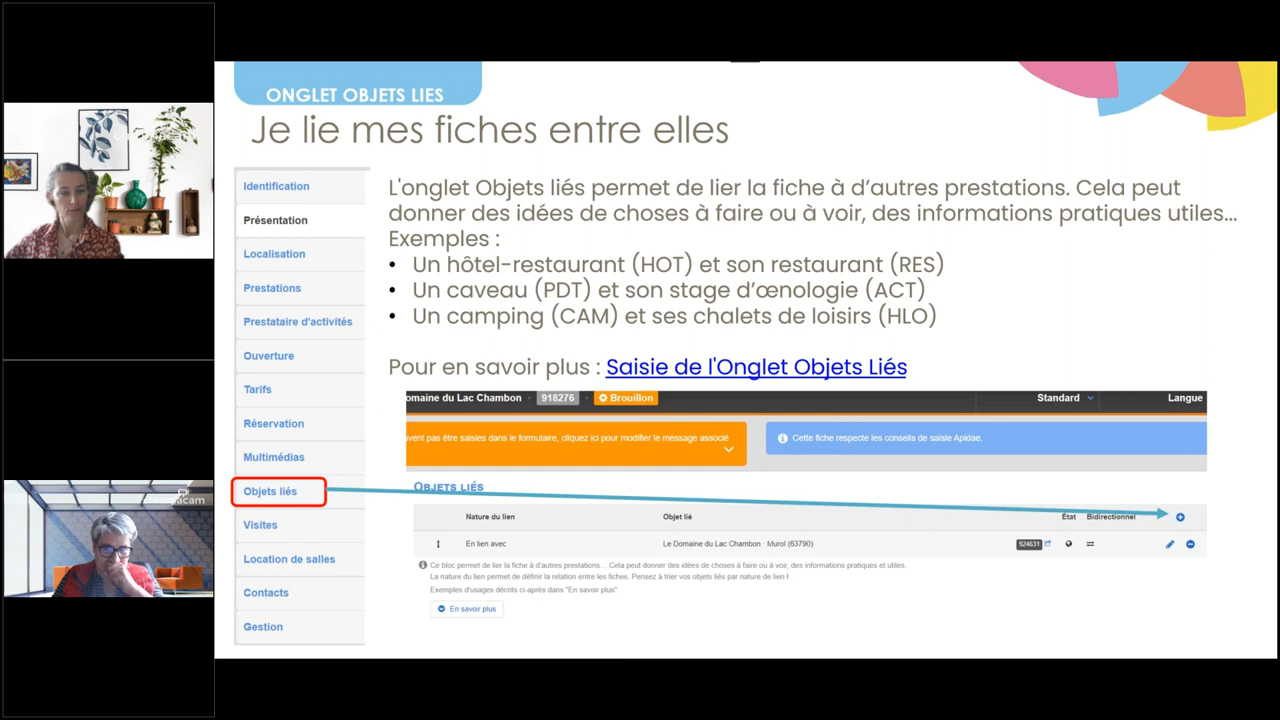 ONGLET OBJETS LIES
Je lie mes fiches entre elles
Identification
Présentation
Localisation
Prestations
Prestataire d'activités
Ouverture
Tarifs
Réservation
Multimédias
Objets liés
Visites
Location de salles
Contacts
Gestion
L'onglet Objets liés permet de lier la fiche à d'autres prestations. Cela peut
donner des idées de choses à faire ou à voir, des informations pratiques utiles...
Exemples :
• Un hôtel-restaurant (HOT) et son restaurant (RES)
• Un caveau (PDT) et son stage d'œnologie (ACT)
• Un camping (CAM) et ses chalets de loisirs (HLO)
Pour en savoir plus : Saisie de l'Onglet Objets Liés
omaine du Lac Chambon 918276 Brouillon Standard Langue
uvent pas être saisies dans le formulaire, cliquez ici pour modifier le message associé
Cette fiche respecte les conseils de saisie Apidae.
OBJETS LIÉS
Nature du lien Objet lié État Bidirectionnel
En lien avec Le Domaine du Lac Chambon · Murol (63790) 924631
Ce bloc permet de lier la fiche à d'autres prestations... Cela peut donner des idées de choses à faire ou à voir, des informations pratiques et utiles.
La nature du lien permet de définir la relation entre les fiches. Pensez à trier vos objets liés par nature de lien !
Exemples d'usages décrits ci-après dans "En savoir plus"
En savoir plus